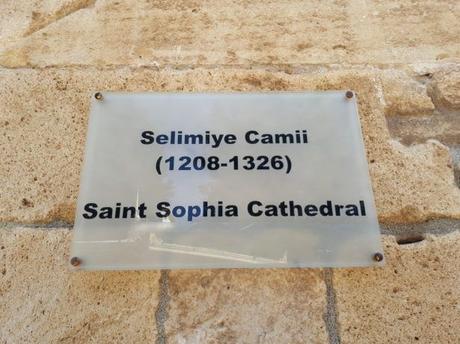 Selimiye Camii
(1208-1326)
Saint Sophia Cathedral